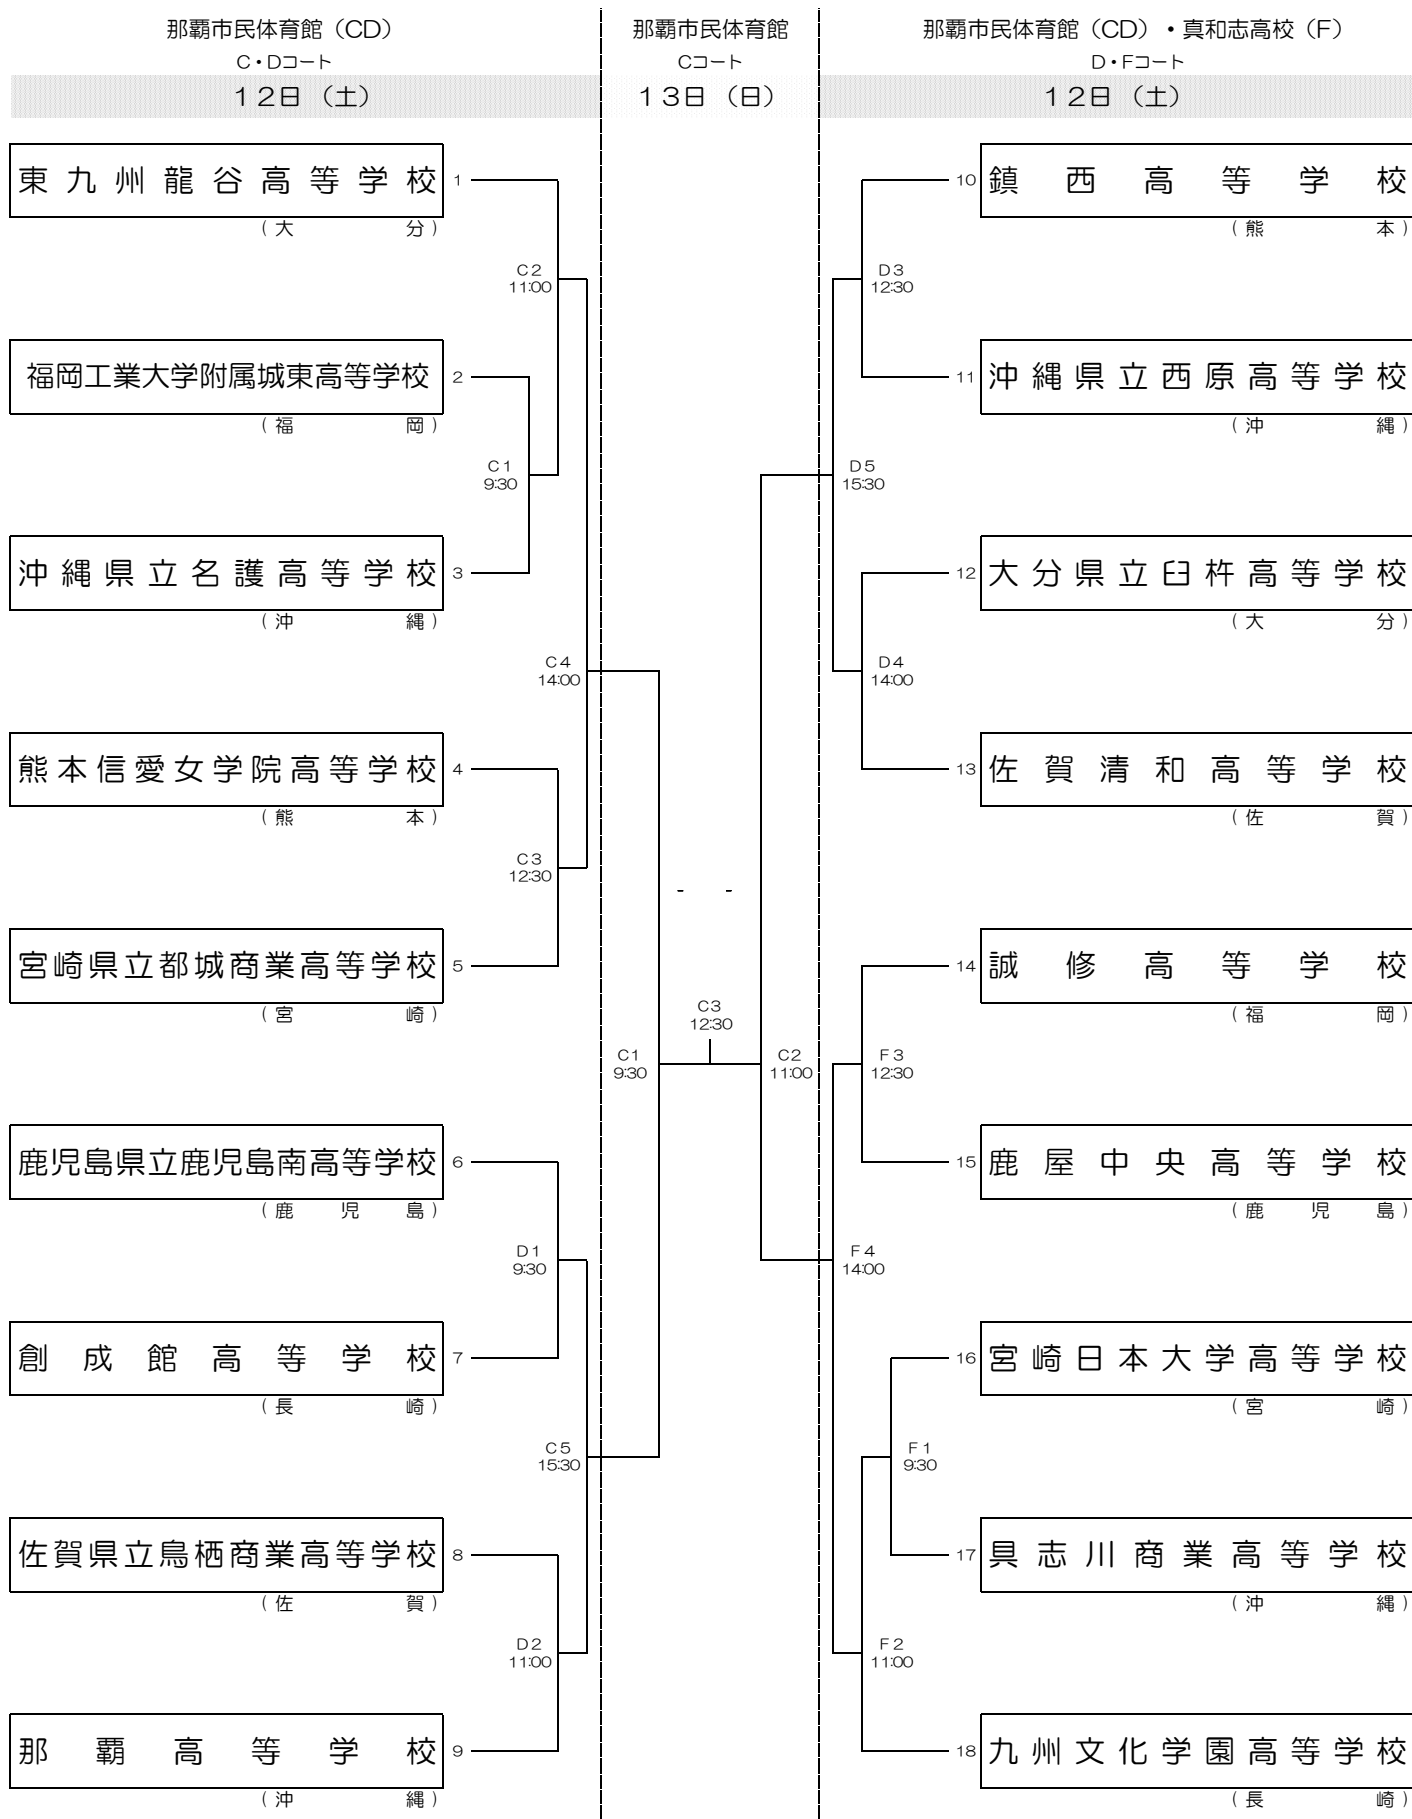 那覇市民体育館（CD）
C・Dコート
１２日（土）
那覇市民体育館
Cコート
１３日（日）
那覇市民体育館（CD）・真和志高校（F）
D・Fコート
１２日（土）
東九州龍谷高等学校 1
（大分）
C2
11:00
福岡工業大学附属城東高等学校 2
（福岡）
C1
9:30
沖縄県立名護高等学校 3
（沖縄）
C4
14:00
熊本信愛女学院高等学校 4
（熊本）
C3
12:30
宮崎県立都城商業高等学校 5
（宮崎）
鹿児島県立鹿児島南高等学校 6
（鹿児島）
D1
9:30
創成館高等学校 7
（長崎）
C5
15:30
佐賀県立鳥栖商業高等学校 8
（佐賀）
D2
11:00
那覇高等学校 9
（沖縄）
- -
C3
12:30
C1
9:30
C2
11:00
10 鎮西高等学校
（熊本）
D3
12:30
11 沖縄県立西原高等学校
（沖縄）
D5
15:30
12 大分県立臼杵高等学校
（大分）
D4
14:00
13 佐賀清和高等学校
（佐賀）
14 誠修高等学校
（福岡）
F3
12:30
15 鹿屋中央高等学校
（鹿児島）
F4
14:00
16 宮崎日本大学高等学校
（宮崎）
F1
9:30
17 具志川商業高等学校
（沖縄）
F2
11:00
18 九州文化学園高等学校
（長崎）